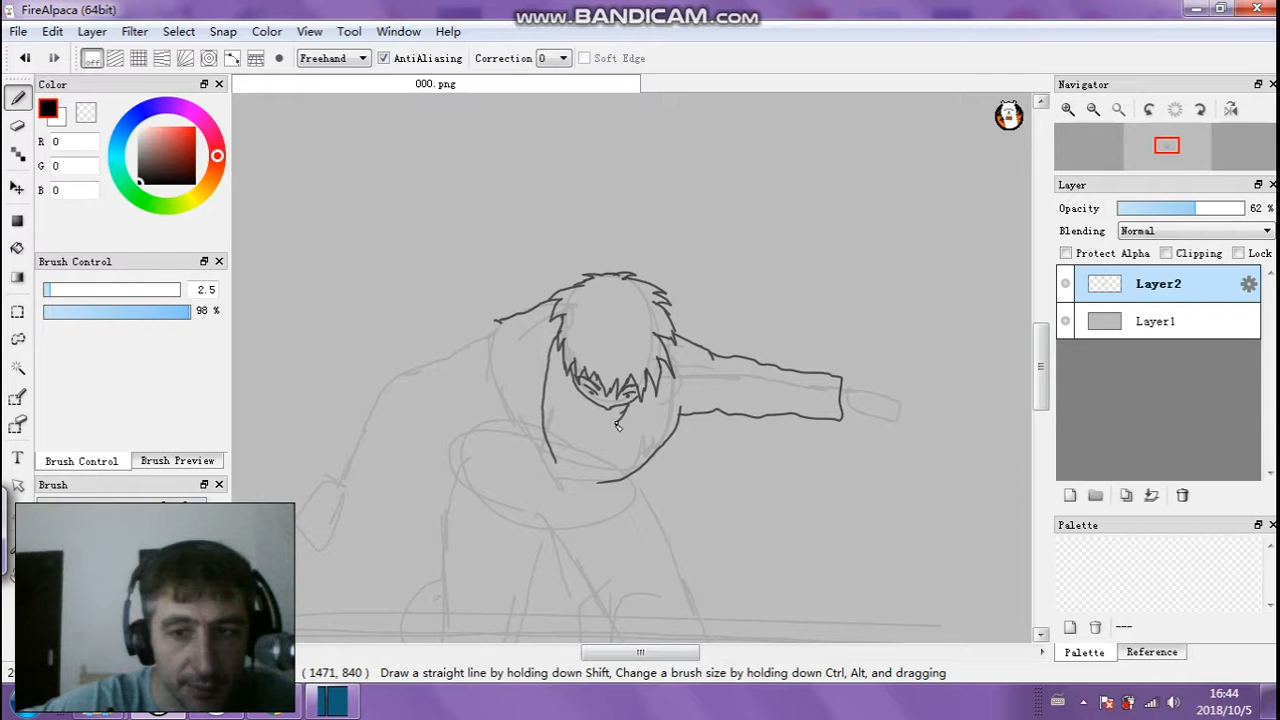 FireAlpaca (64bit)
www.BANDICAM.com
File Edit Layer Filter Select Snap Color View Tool Window Help
off Freehand AntiAliasing Correction 0 Soft Edge
Color
000.png
Navigator
R 0
G 0
B 0
Layer
Opacity 62 %
Blending Normal
Protect Alpha Clipping Lock
Brush Control
2.5
98 %
Layer2
Layer1
Brush Control Brush Preview
Brush
Palette
---
Palette Reference
( 1471, 840 ) Draw a straight line by holding down Shift, Change a brush size by holding down Ctrl, Alt, and dragging
16:44
2018/10/5